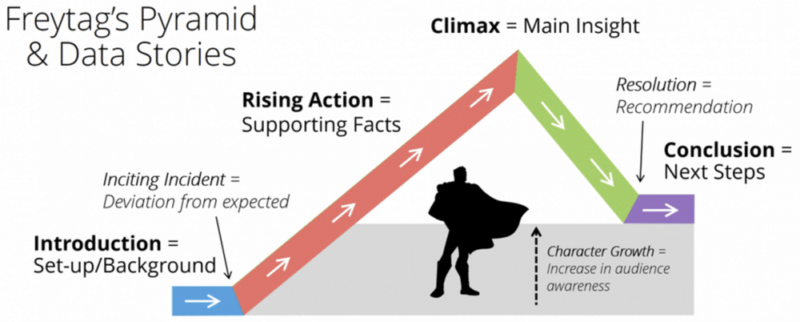 Freytag's Pyramid
& Data Stories
Climax = Main Insight
Rising Action =
Supporting Facts
Resolution =
Recommendation
Inciting Incident =
Deviation from expected
Conclusion =
Next Steps
Introduction =
Set-up/Background
Character Growth =
Increase in audience
awareness